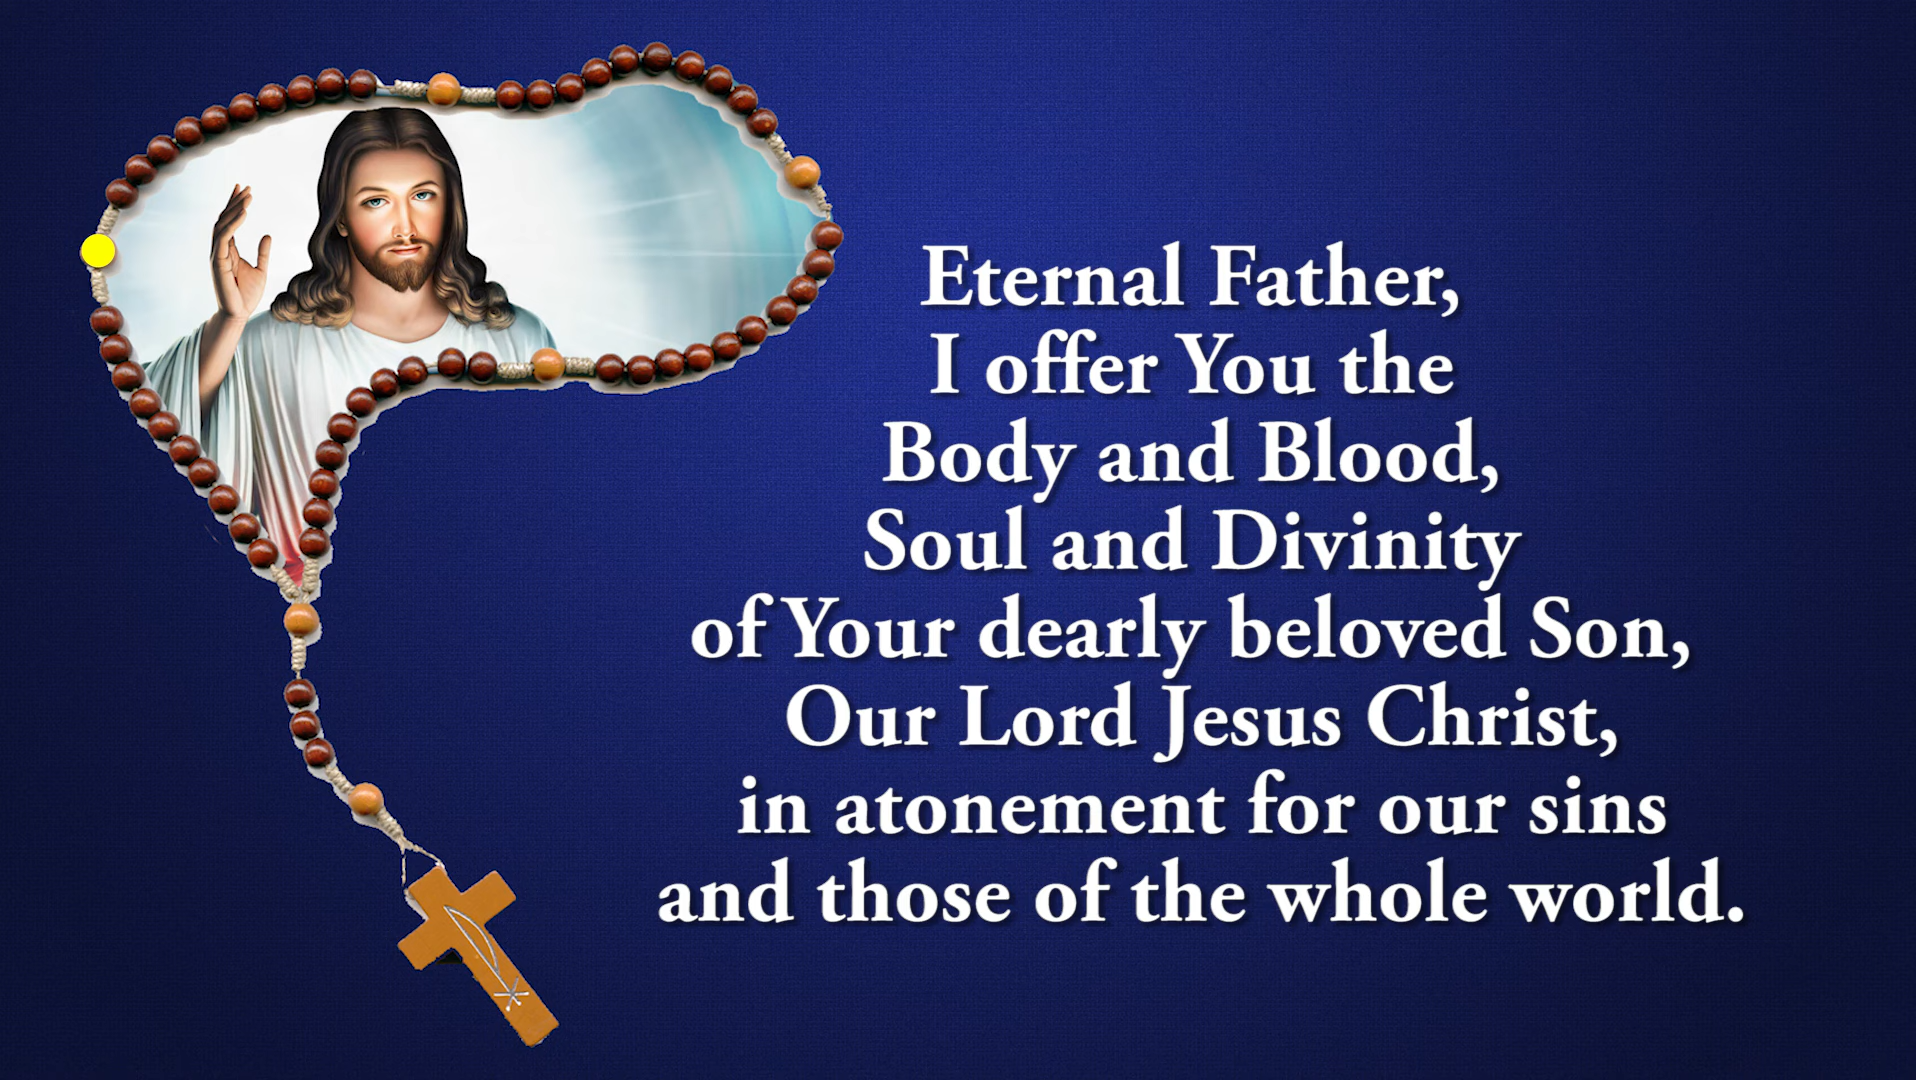 Eternal Father,
I offer You the
Body and Blood,
Soul and Divinity
of Your dearly beloved Son,
Our Lord Jesus Christ,
in atonement for our sins
and those of the whole world.